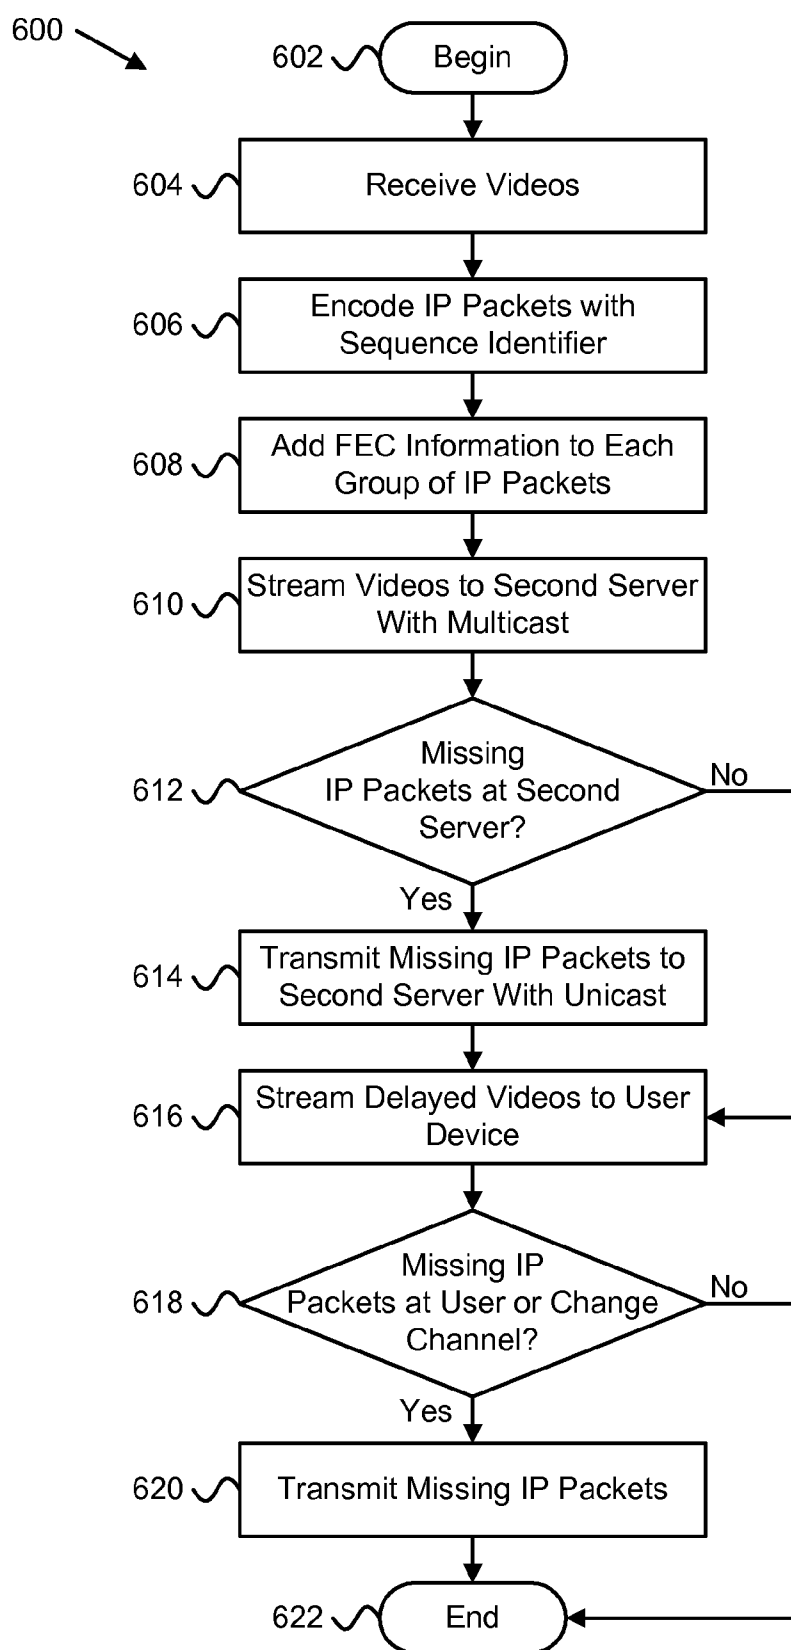 600
602
Begin
604
Receive Videos
606
Encode IP Packets with
Sequence Identifier
608
Add FEC Information to Each
Group of IP Packets
610
Stream Videos to Second Server
With Multicast
612
Missing
IP Packets at Second
Server?
No
Yes
614
Transmit Missing IP Packets to
Second Server With Unicast
616
Stream Delayed Videos to User
Device
618
Missing IP
Packets at User or Change
Channel?
No
Yes
620
Transmit Missing IP Packets
622
End